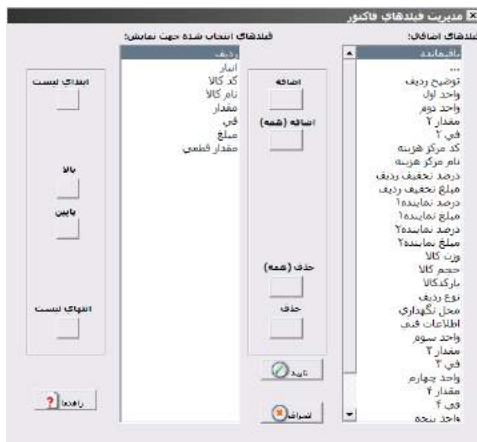 مدیریت فیلدهای فاکتور
فیلدهای اضافی:
باقیمانده
...
توضیح ردیف
واحد اول
واحد دوم
مقدار ۲
فی ۲
کد مرکز هزینه
نام مرکز هزینه
درصد تخفیف ردیف
مبلغ تخفیف ردیف
درصد نماینده۱
مبلغ نماینده۱
درصد نماینده۲
مبلغ نماینده۲
وزن کالا
حجم کالا
بارکدکالا
نوع ردیف
محل نگهداری
اطلاعات فنی
واحد سوم
مقدار ۳
فی ۳
واحد چهارم
مقدار ۴
فی ۴
واحد پنجم
اضافه
اضافه (همه)
حذف (همه)
حذف
تایید
انصراف
فیلدهای انتخاب شده جهت نمایش:
ردیف
انبار
کد کالا
نام کالا
مقدار
فی
مبلغ
مقدار قطعی
ابتدای لیست
بالا
پایین
انتهای لیست
راهنما